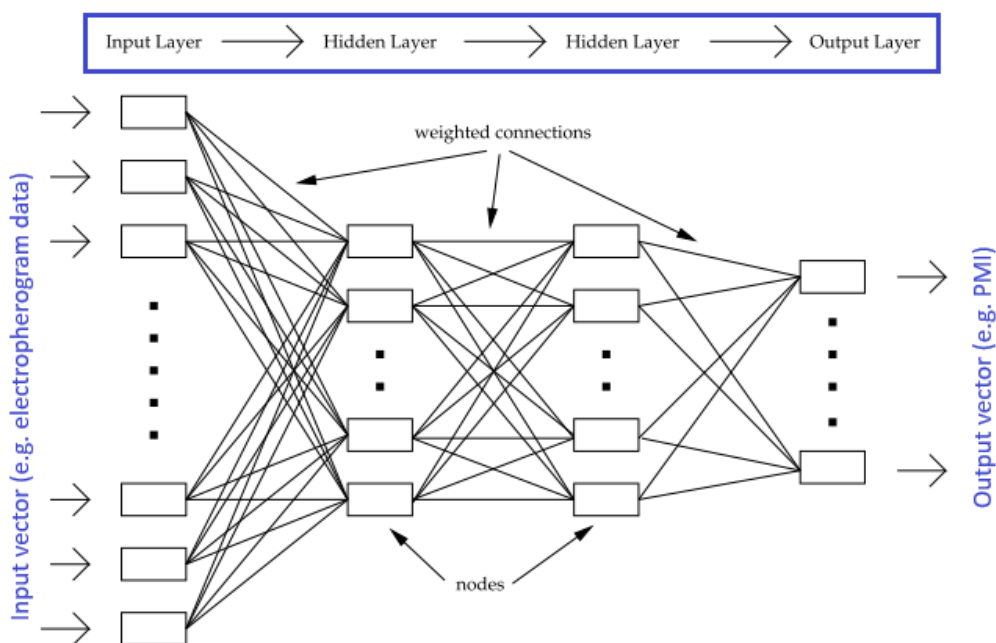 Input Layer Hidden Layer Hidden Layer Output Layer
weighted connections
Input vector (e.g. electropherogram data)
Output vector (e.g. PMI)
nodes